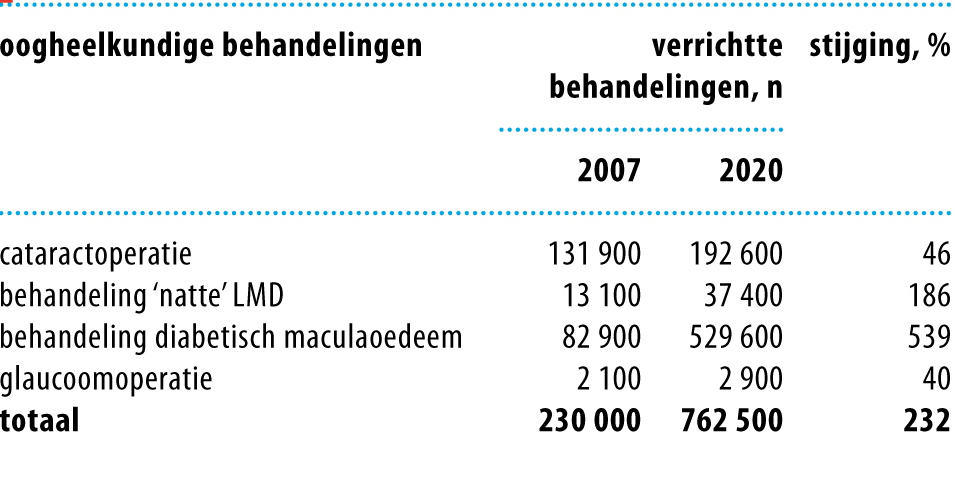 oogheelkundige behandelingen verrichtte stijging, %
behandelingen, n
2007 2020
cataractoperatie 131 900 192 600 46
behandeling ‘natte’ LMD 13 100 37 400 186
behandeling diabetisch maculaoedeem 82 900 529 600 539
glaucoomoperatie 2 100 2 900 40
totaal 230 000 762 500 232